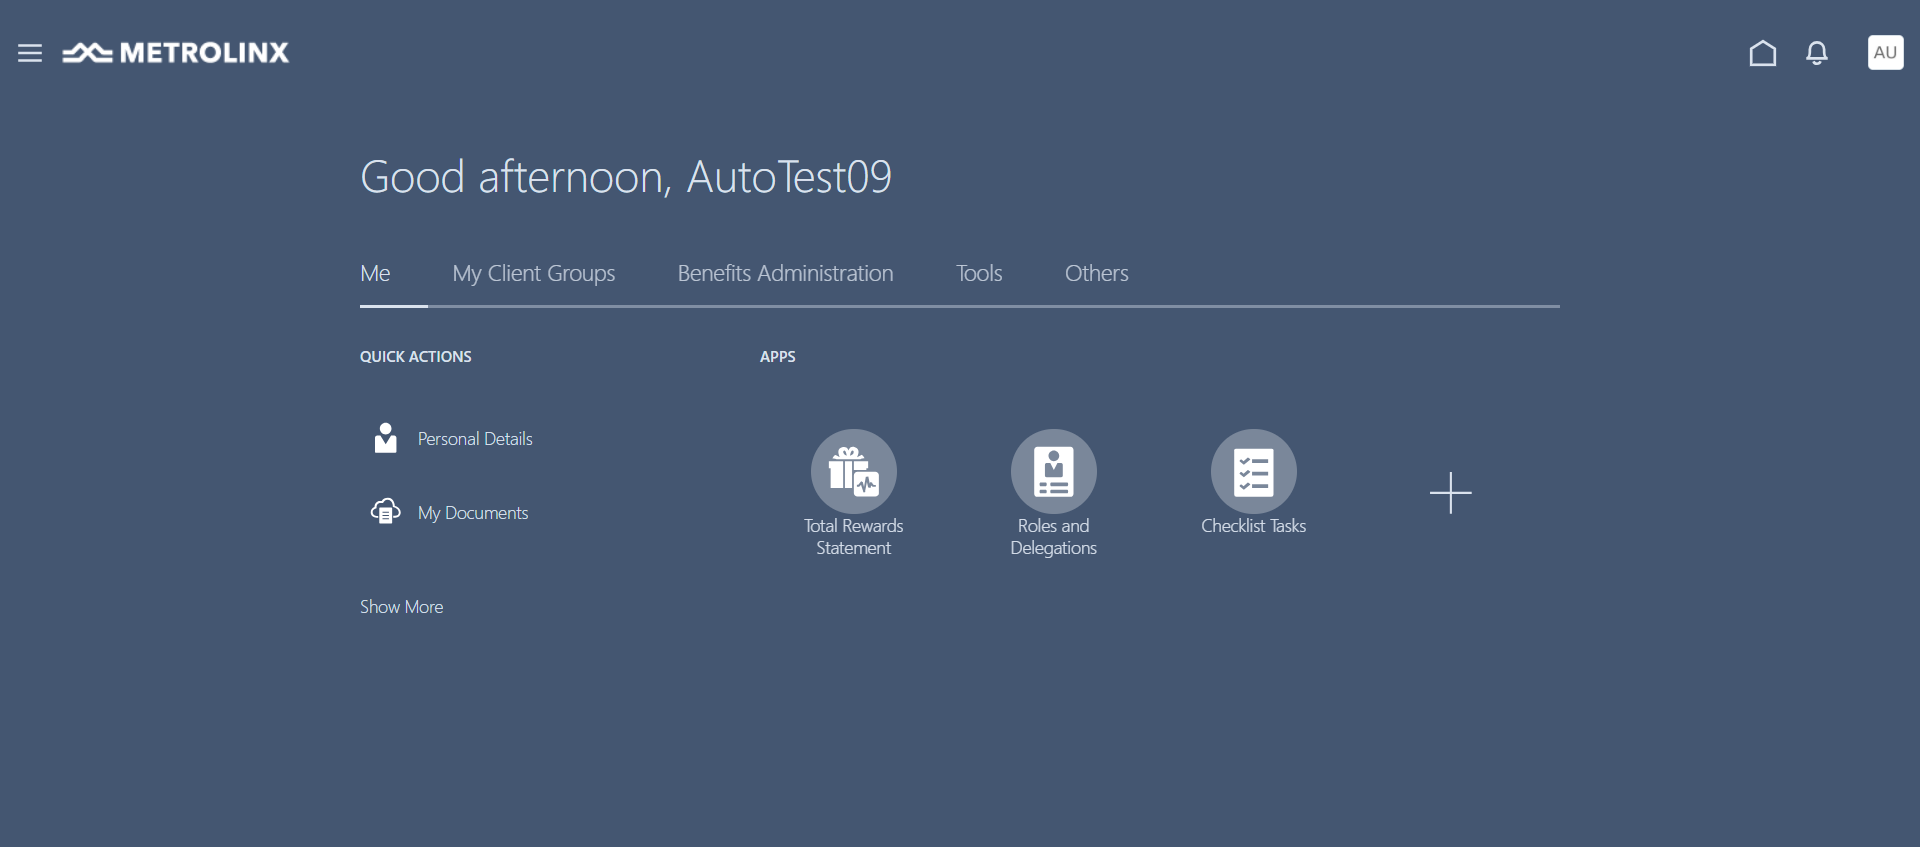 METROLINX
AU
Good afternoon, AutoTest09
Me
My Client Groups
Benefits Administration
Tools
Others
QUICK ACTIONS
Personal Details
My Documents
Show More
APPS
Total Rewards
Statement
Roles and
Delegations
Checklist Tasks